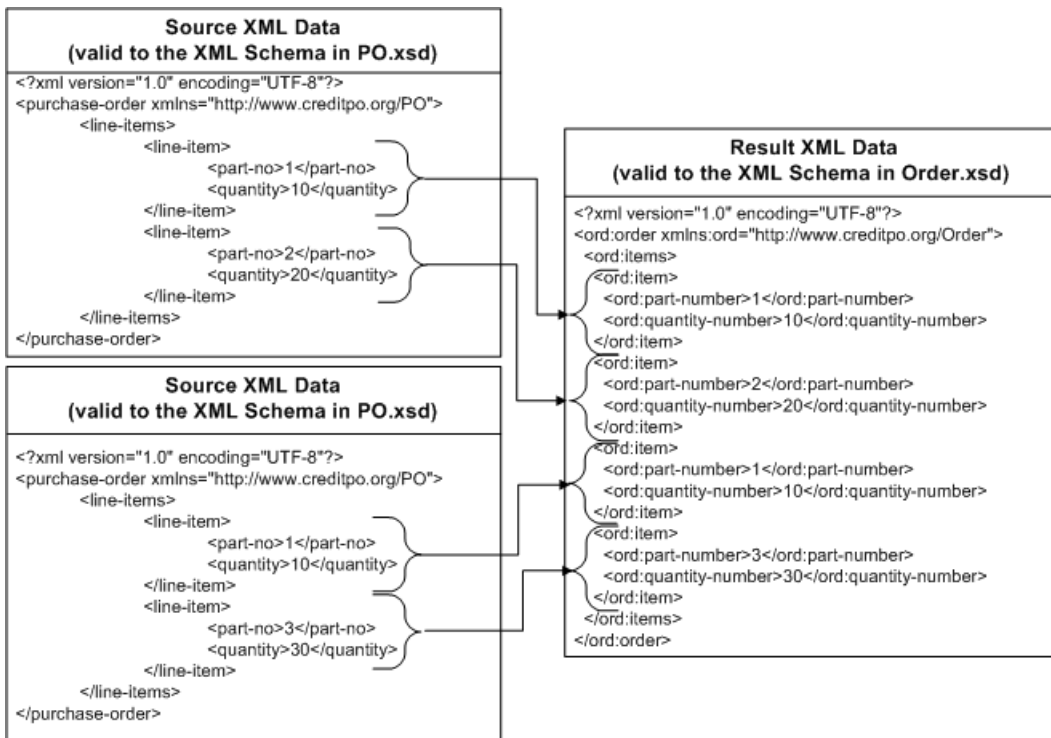 Source XML Data
(valid to the XML Schema in PO.xsd)
<?xml version="1.0" encoding="UTF-8"?>
<purchase-order xmlns="http://www.creditpo.org/PO">
<line-items>
<line-item>
<part-no>1</part-no>
<quantity>10</quantity>
</line-item>
<line-item>
<part-no>2</part-no>
<quantity>20</quantity>
</line-item>
</line-items>
</purchase-order>
Source XML Data
(valid to the XML Schema in PO.xsd)
<?xml version="1.0" encoding="UTF-8"?>
<purchase-order xmlns="http://www.creditpo.org/PO">
<line-items>
<line-item>
<part-no>1</part-no>
<quantity>10</quantity>
</line-item>
<line-item>
<part-no>3</part-no>
<quantity>30</quantity>
</line-item>
</line-items>
</purchase-order>
Result XML Data
(valid to the XML Schema in Order.xsd)
<?xml version="1.0" encoding="UTF-8"?>
<ord:order xmlns:ord="http://www.creditpo.org/Order">
<ord:items>
<ord:item>
<ord:part-number>1</ord:part-number>
<ord:quantity-number>10</ord:quantity-number>
</ord:item>
<ord:item>
<ord:part-number>2</ord:part-number>
<ord:quantity-number>20</ord:quantity-number>
</ord:item>
<ord:item>
<ord:part-number>1</ord:part-number>
<ord:quantity-number>10</ord:quantity-number>
</ord:item>
<ord:item>
<ord:part-number>3</ord:part-number>
<ord:quantity-number>30</ord:quantity-number>
</ord:item>
</ord:items>
</ord:order>